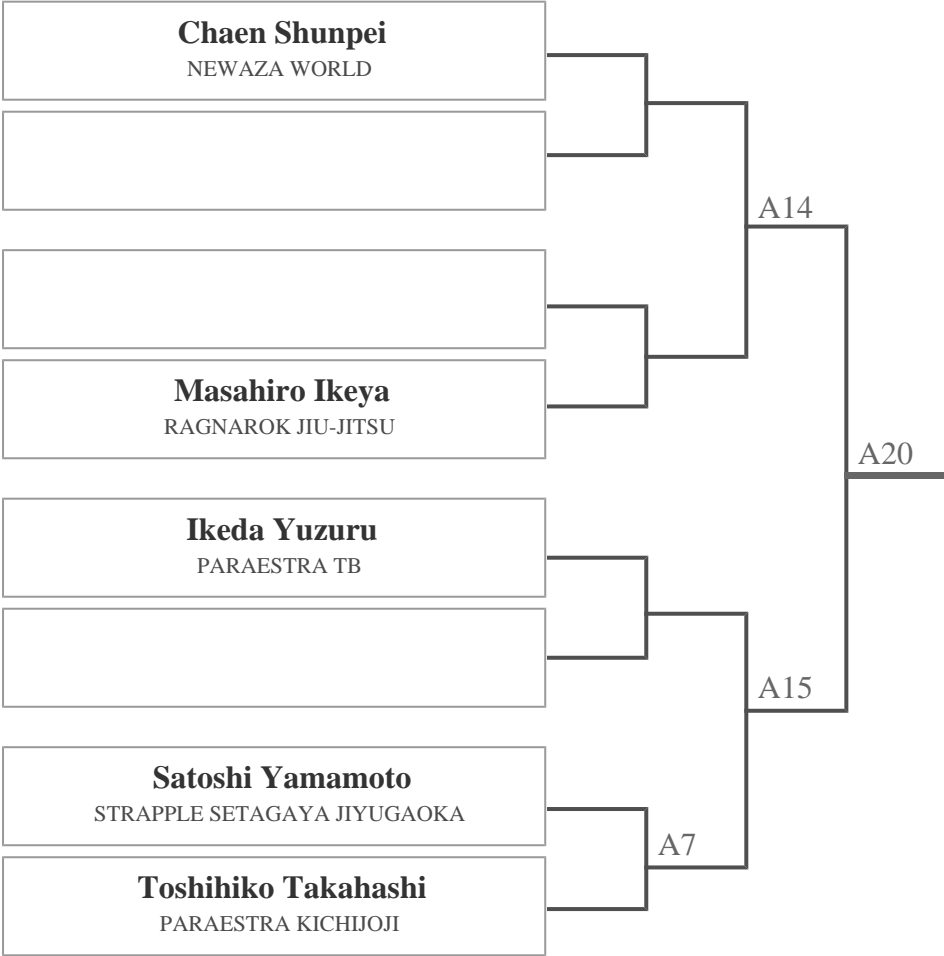 Chaen Shunpei
NEWAZA WORLD
A14
Masahiro Ikeya
RAGNAROK JIU-JITSU
A20
Ikeda Yuzuru
PARAESTRA TB
A15
Satoshi Yamamoto
STRAPPLE SETAGAYA JIYUGAOKA
A7
Toshihiko Takahashi
PARAESTRA KICHIJOJI